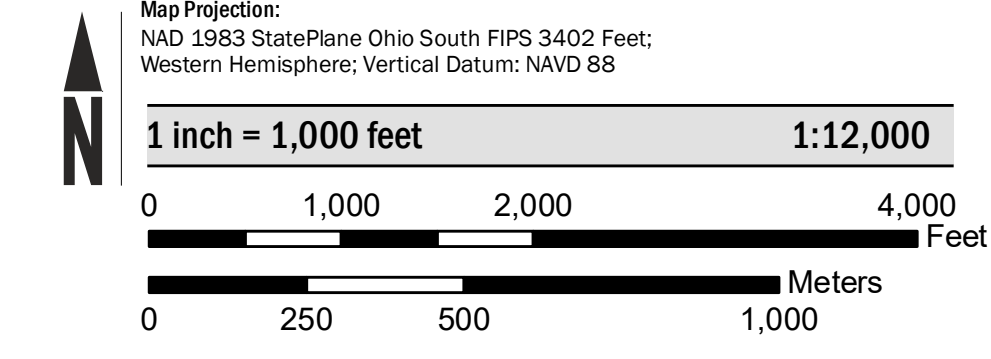 Map Projection:
NAD 1983 StatePlane Ohio South FIPS 3402 Feet;
Western Hemisphere; Vertical Datum: NAVD 88
N
1 inch = 1,000 feet 1:12,000
0 1,000 2,000 4,000
Feet
Meters
0 250 500 1,000